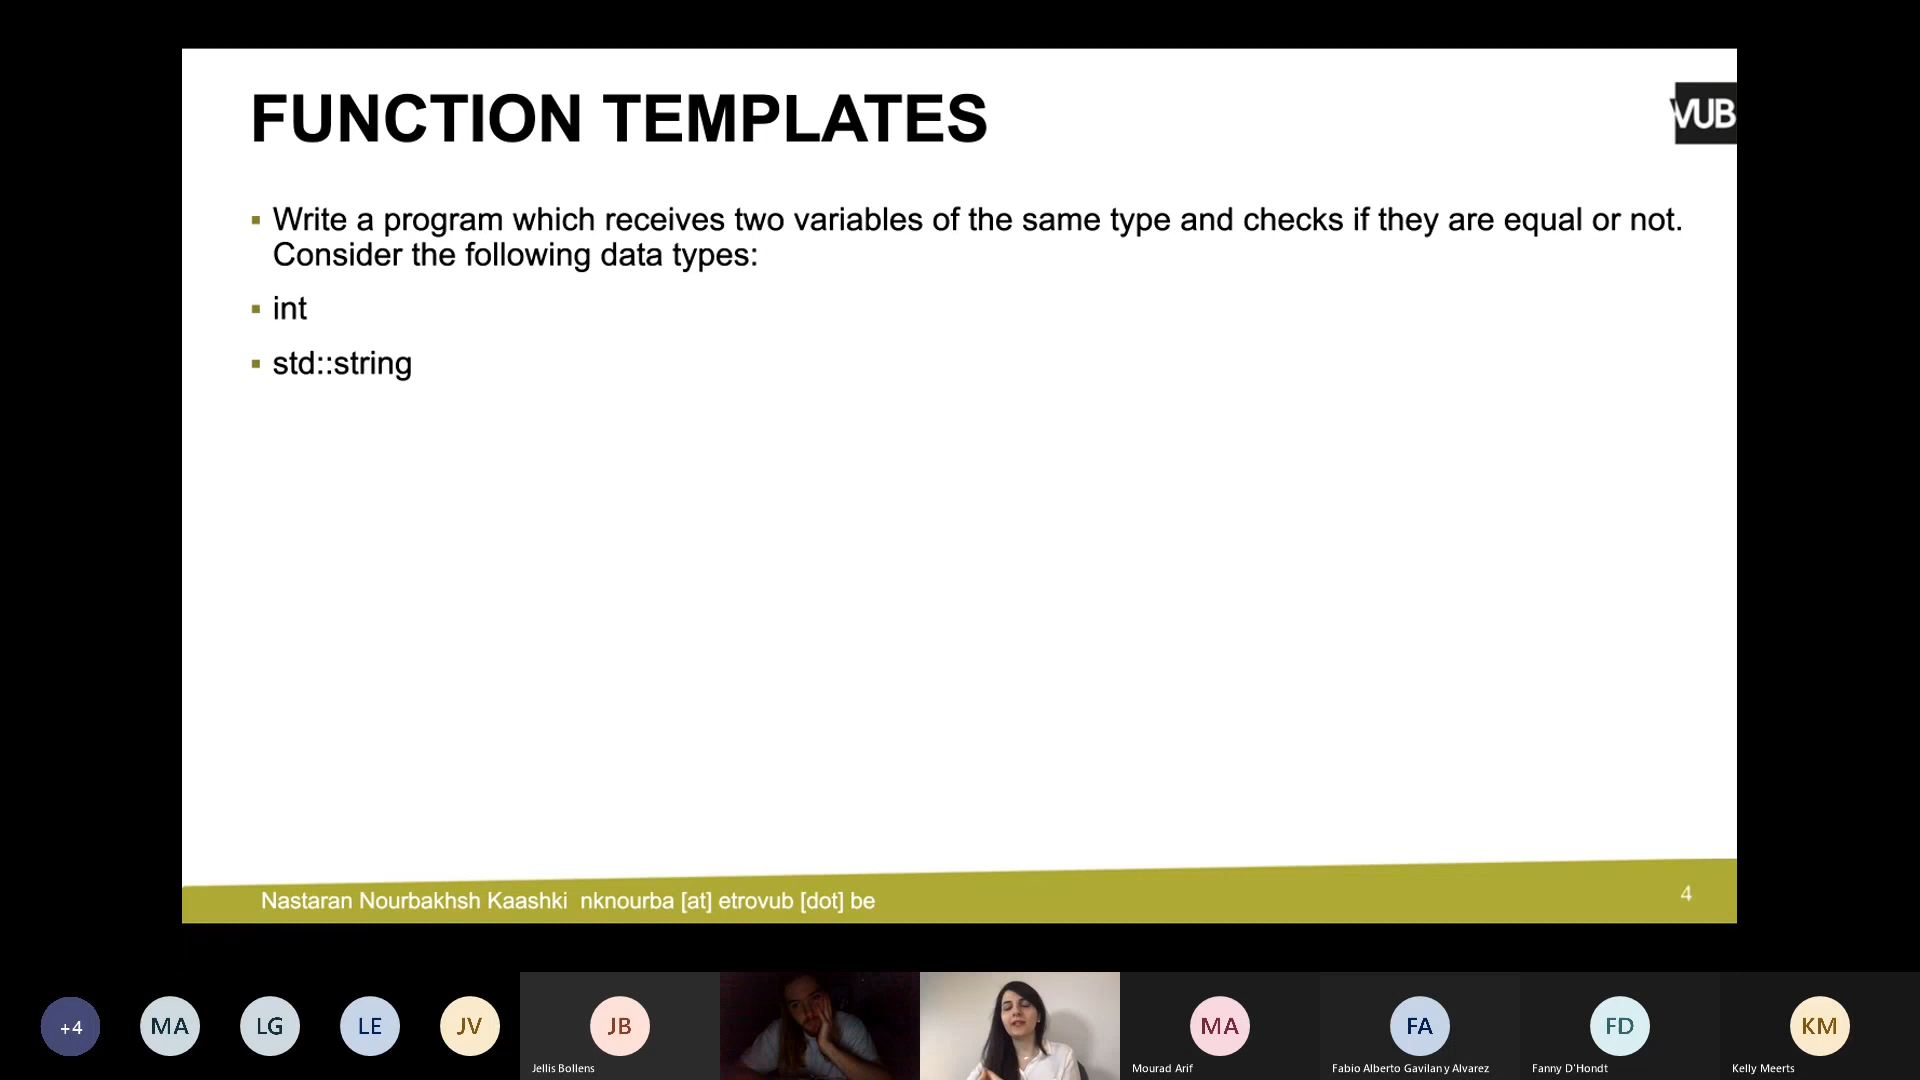 FUNCTION TEMPLATES
VUB
▪ Write a program which receives two variables of the same type and checks if they are equal or not.
Consider the following data types:
▪ int
▪ std::string
Nastaran Nourbakhsh Kaashki nknourba [at] etrovub [dot] be
4
+4
MA
LG
LE
JV
JB
MA
FA
FD
KM
Jellis Bollens
Mourad Arif
Fabio Alberto Gavilan y Alvarez
Fanny D'Hondt
Kelly Meerts